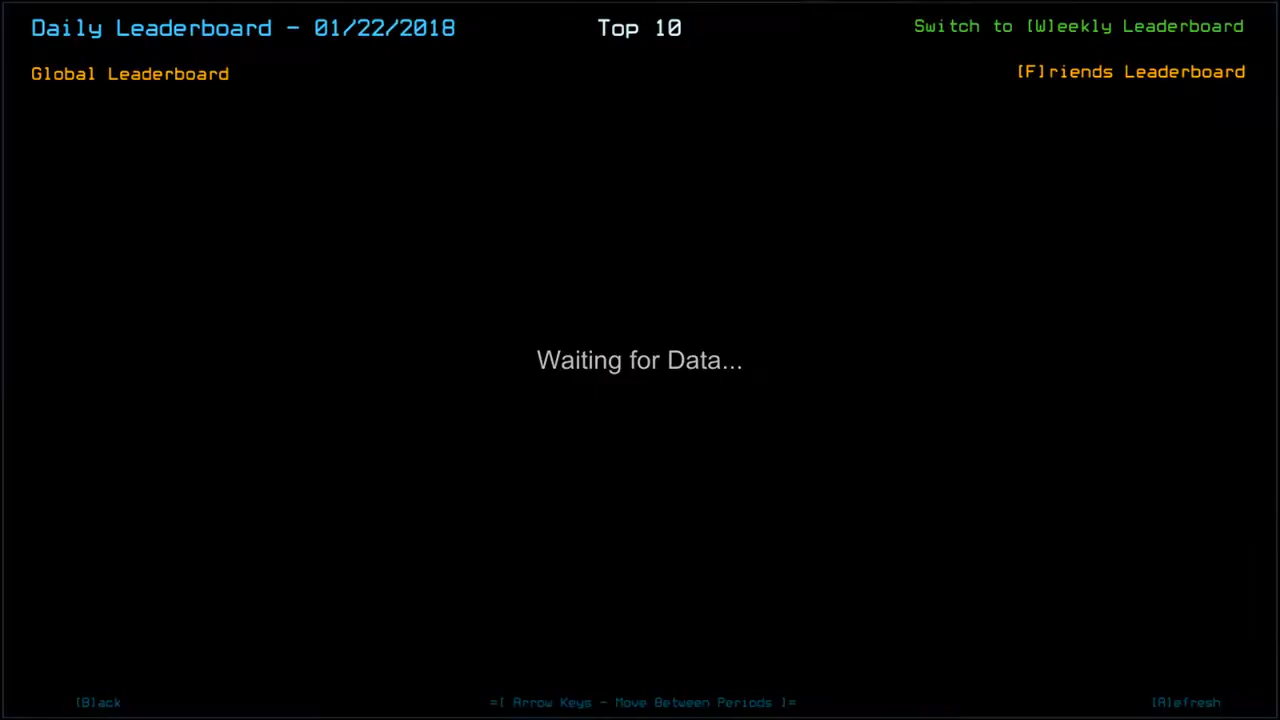 Daily Leaderboard - 01/22/2018
Top 10
Switch to [W]eekly Leaderboard
Global Leaderboard
[F]riends Leaderboard
Waiting for Data...
[B]ack
=[ Arrow Keys - Move Between Periods ]=
[R]efresh